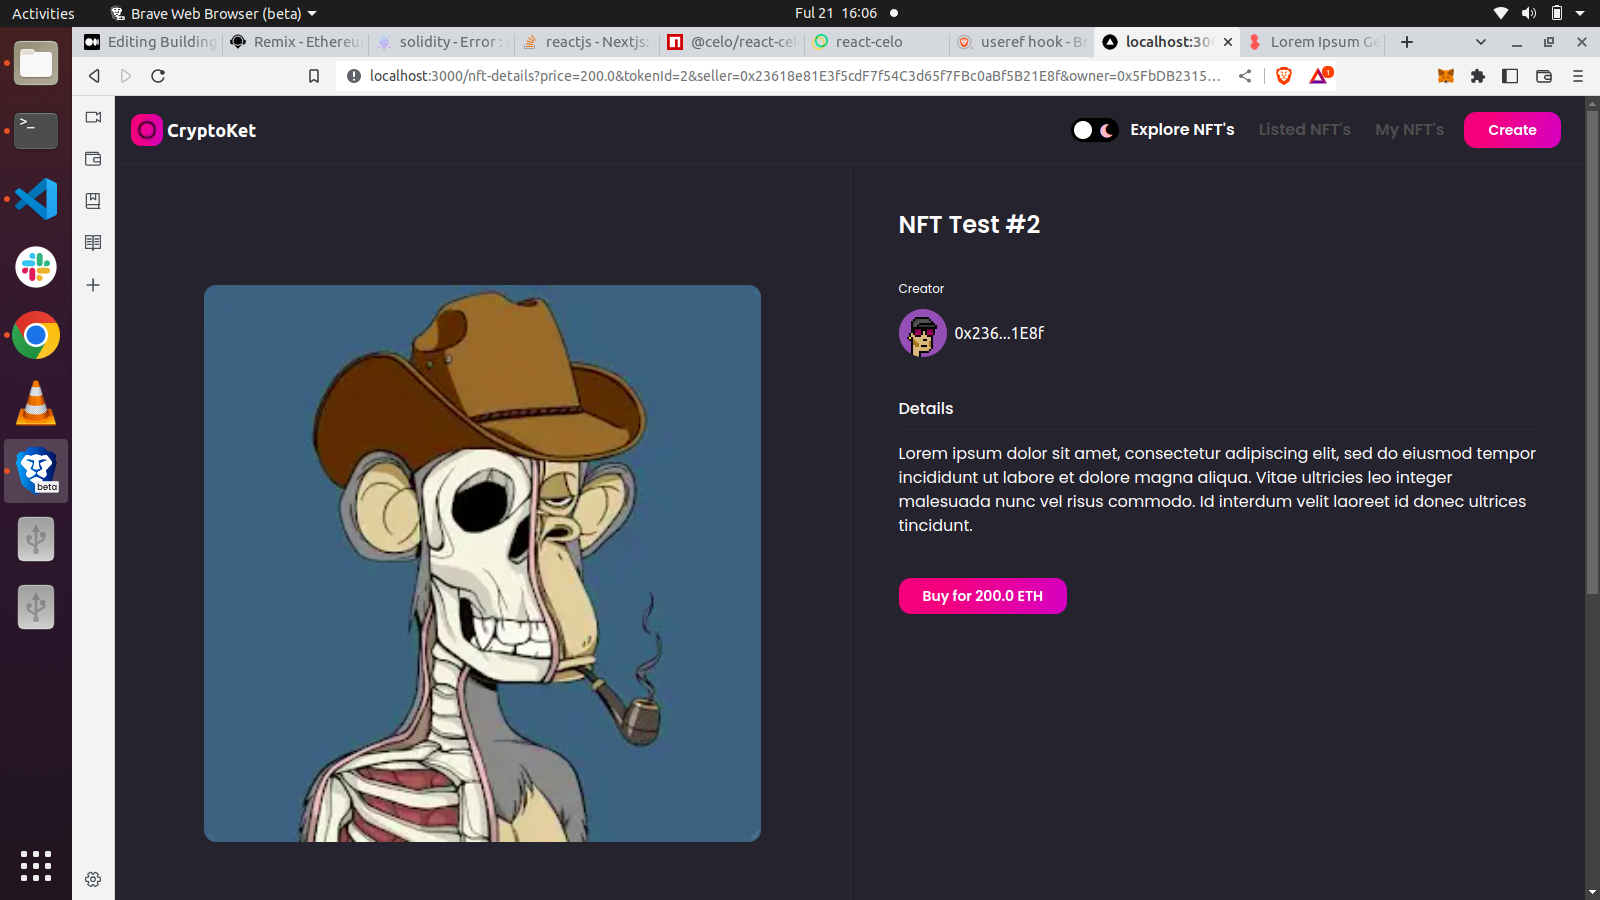 Activities
Brave Web Browser (beta)
Ful 21 16:06
Editing Building
Remix - Ethereu
solidity - Error :
reactjs - Nextjs:
@celo/react-cel
react-celo
useref hook - Br
localhost:300
Lorem Ipsum Ge
localhost:3000/nft-details?price=200.0&tokenId=2&seller=0x23618e81E3f5cdF7f54C3d65f7FBc0aBf5B21E8f&owner=0x5FbDB2315...
1
CryptoKet
Explore NFT's
Listed NFT's
My NFT's
Create
NFT Test #2
Creator
0x236...1E8f
Details
Lorem ipsum dolor sit amet, consectetur adipiscing elit, sed do eiusmod tempor
incididunt ut labore et dolore magna aliqua. Vitae ultricies leo integer
malesuada nunc vel risus commodo. Id interdum velit laoreet id donec ultrices
tincidunt.
Buy for 200.0 ETH
beta